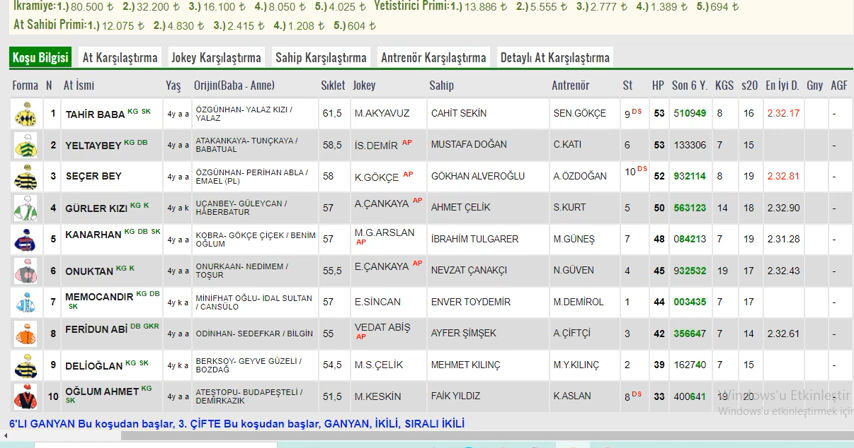 İkramiye:1.) 80.500 ₺ 2.) 32.200 ₺ 3.) 16.100 ₺ 4.) 8.050 ₺ 5.) 4.025 ₺ Yetistirici Primi:1.) 13.886 ₺ 2.) 5.555 ₺ 3.) 2.777 ₺ 4.) 1.389 ₺ 5.) 694 ₺
At Sahibi Primi:1.) 12.075 ₺ 2.) 4.830 ₺ 3.) 2.415 ₺ 4.) 1.208 ₺ 5.) 604 ₺
Koşu Bilgisi At Karşılaştırma Jokey Karşılaştırma Sahip Karşılaştırma Antrenör Karşılaştırma Detaylı At Karşılaştırma
Forma N At İsmi Yaş Orijin(Baba - Anne) Sıklet Jokey Sahip Antrenör St HP Son 6 Y. KGS s20 En İyi D. Gny AGF
1 TAHİR BABA KG SK 4y a a ÖZGÜNHAN- YALAZ KIZI / YALAZ 61,5 M.AKYAVUZ CAHİT SEKİN SEN.GÖKÇE 9 DS 53 510949 8 16 2.32.17 -
2 YELTAYBEY KG DB 4y a a ATAKANKAYA- TUNÇKAYA / BABATUAL 58,5 İS.DEMİR AP MUSTAFA DOĞAN C.KATI 6 53 133306 7 15 -
3 SEÇER BEY 4y a a ÖZGÜNHAN- PERİHAN ABLA / EMAEL (PL) 58 K.GÖKÇE AP GÖKHAN ALVEROĞLU A.ÖZDOĞAN 10 DS 52 932114 8 19 2.32.81 -
4 GÜRLER KIZI KG K 4y a k UÇANBEY- GÜLEYCAN / HABERBATUR 57 A.ÇANKAYA AP AHMET ÇELİK S.KURT 5 50 563123 14 18 2.32.90 -
5 KANARHAN KG DB SK 4y a a KOBRA- GÖKÇE ÇİÇEK / BENİM OĞLUM 57 M.G.ARSLAN AP İBRAHİM TULGARER M.GÜNEŞ 7 48 084213 7 19 2.31.28 -
6 ONUKTAN KG K 4y a a ONURKAAN- NEDİMEM / TOŞUR 55,5 E.ÇANKAYA AP NEVZAT ÇANAKÇI N.GÜVEN 4 45 932532 19 17 2.32.43 -
7 MEMOCANDIR KG DB SK 4y k a MİNİFHAT OĞLU- İDAL SULTAN / CANSÜLO 57 E.SİNCAN ENVER TOYDEMİR M.DEMİROL 1 44 003435 7 17 -
8 FERİDUN ABİ DB GKR 4y a a ODİNHAN- SEDEFKAR / BİLGİN 55 VEDAT ABİŞ AP AYFER ŞİMŞEK A.ÇİFTÇİ 3 42 356647 7 14 2.32.61 -
9 DELİOĞLAN KG SK 4y k a BERKSOY- GEYVE GÜZELİ / BOZDAĞ 54,5 M.S.ÇELİK MEHMET KILINÇ M.Y.KILINÇ 2 39 162740 7 15 -
10 OĞLUM AHMET KG SK 4y a a ATEŞTOPU- BUDAPEŞTELİ / DEMİRKAZIK 51,5 M.KESKİN FAİK YILDIZ K.ASLAN 8 DS 33 400641 19 20 -
Windows'u Etkinleştir
Windows'u etkinleştirmek için
6'LI GANYAN Bu koşudan başlar, 3. ÇİFTE Bu koşudan başlar, GANYAN, İKİLİ, SIRALI İKİLİ